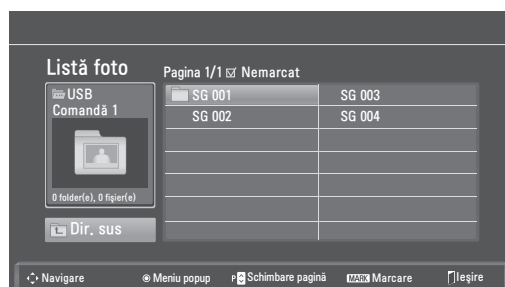 Listă foto
Pagina 1/1 ☑ Nemarcat
USB
Comandă 1
0 folder(e), 0 fişier(e)
Dir. sus
SG 001 SG 003
SG 002 SG 004
Navigare Meniu popup P Schimbare pagină MARK Marcare Ieşire